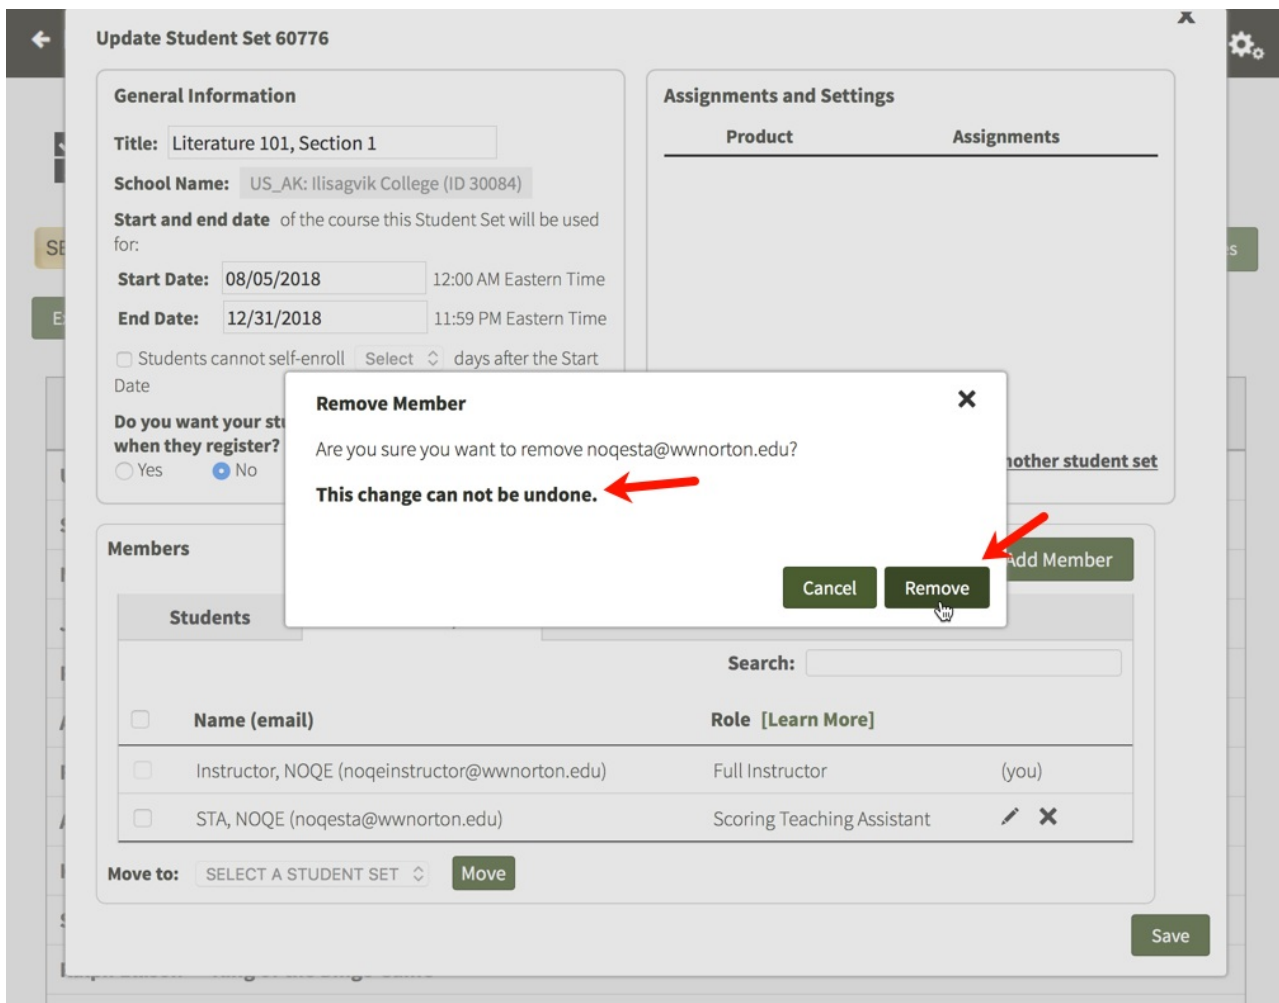 Update Student Set 60776
X
General Information
Title: Literature 101, Section 1
School Name: US_AK: Ilisagvik College (ID 30084)
Start and end date of the course this Student Set will be used
for:
Start Date: 08/05/2018 12:00 AM Eastern Time
End Date: 12/31/2018 11:59 PM Eastern Time
Students cannot self-enroll Select days after the Start
Date
Do you want your
when they register?
Yes No
Assignments and Settings
Product Assignments
student set
Remove Member
Are you sure you want to remove noqesta@wwnorton.edu?
This change can not be undone.
Cancel Remove
Members
Add Member
Students
Search:
Name (email) Role [Learn More]
Instructor, NOQE (noqeinstructor@wwnorton.edu) Full Instructor (you)
STA, NOQE (noqesta@wwnorton.edu) Scoring Teaching Assistant
Move to: SELECT A STUDENT SET Move
Save